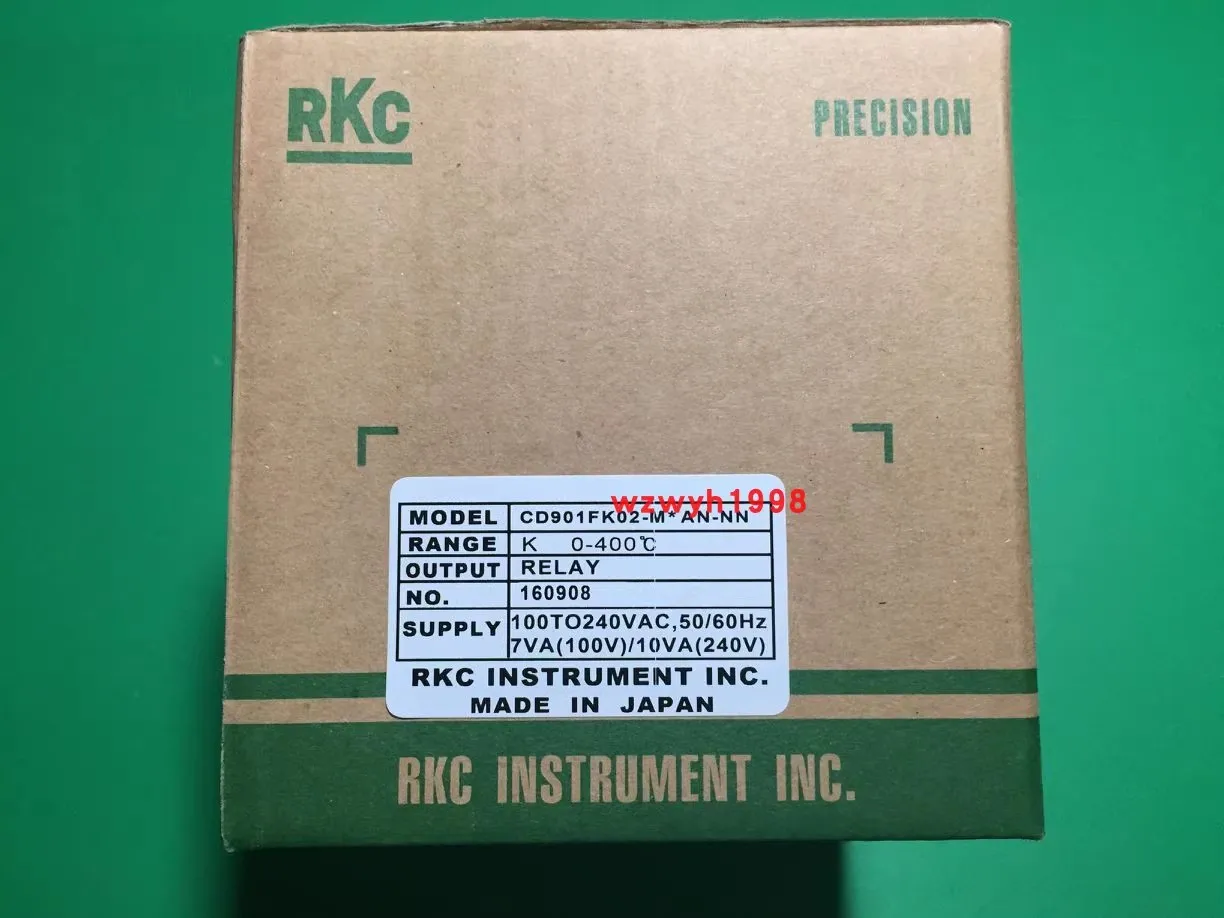 RKC
PRECISION
wzwyh1998
MODEL CD901FK02-M*AN-NN
RANGE K 0-400℃
OUTPUT RELAY
NO. 160908
SUPPLY 100TO240VAC,50/60Hz
7VA(100V)/10VA(240V)
RKC INSTRUMENT INC.
MADE IN JAPAN
RKC INSTRUMENT INC.